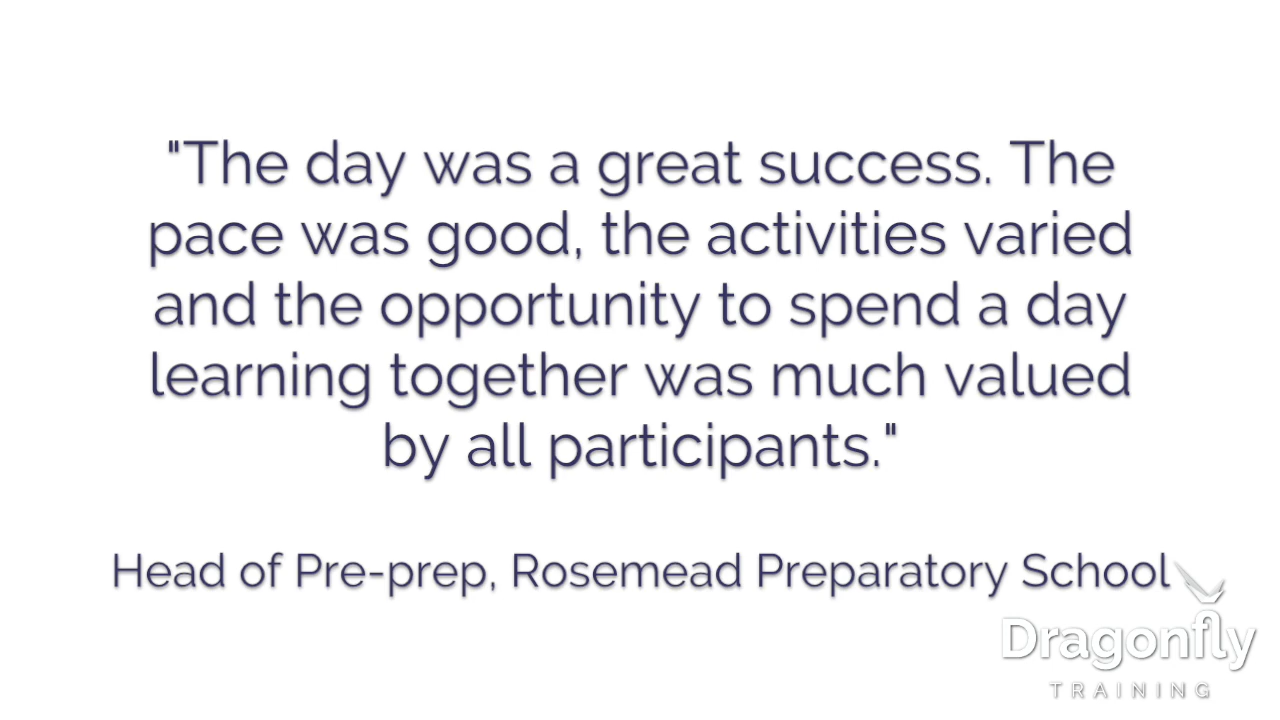 "The day was a great success. The
pace was good, the activities varied
and the opportunity to spend a day
learning together was much valued
by all participants."
Head of Pre-prep, Rosemead Preparatory School
Dragonfly
TRAINING